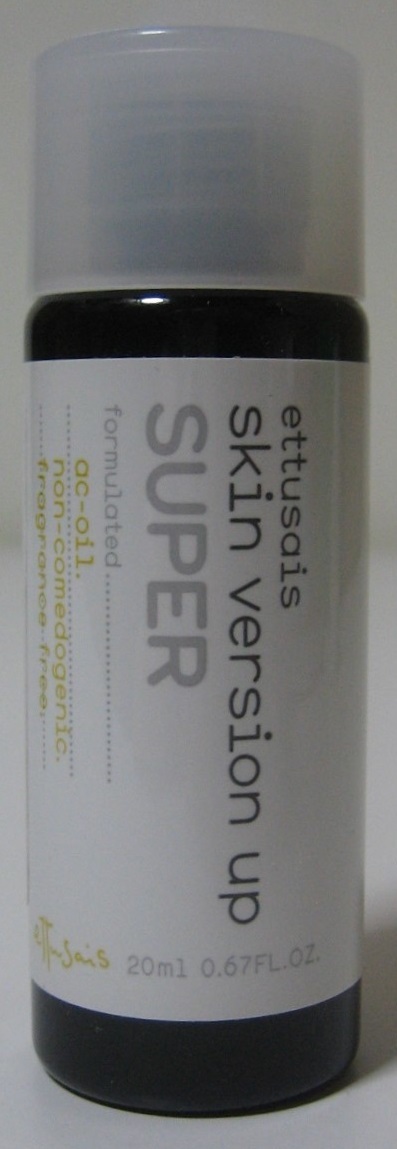 ettusais
skin version up
SUPER
formulated
ac-oil.
non-comedogenic.
fragrance free.
ettusais
20ml 0.67FL.OZ.